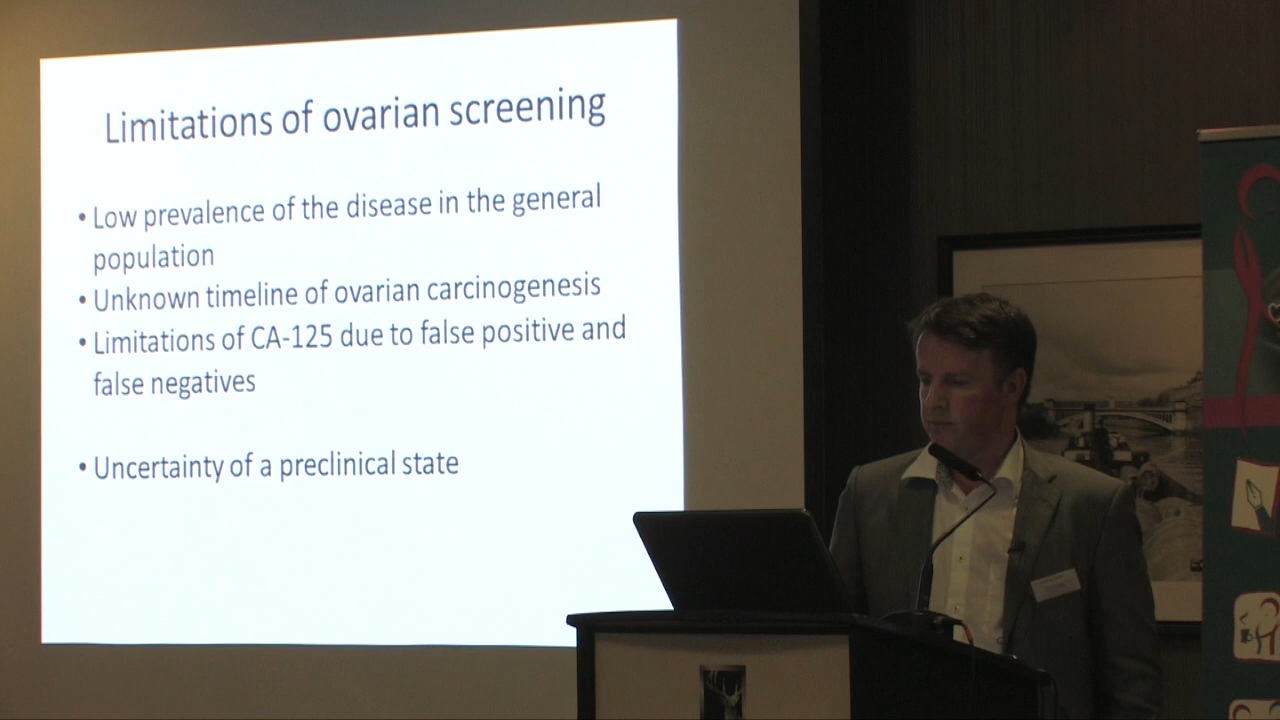 Limitations of ovarian screening
• Low prevalence of the disease in the general
population
• Unknown timeline of ovarian carcinogenesis
• Limitations of CA-125 due to false positive and
false negatives
• Uncertainty of a preclinical state